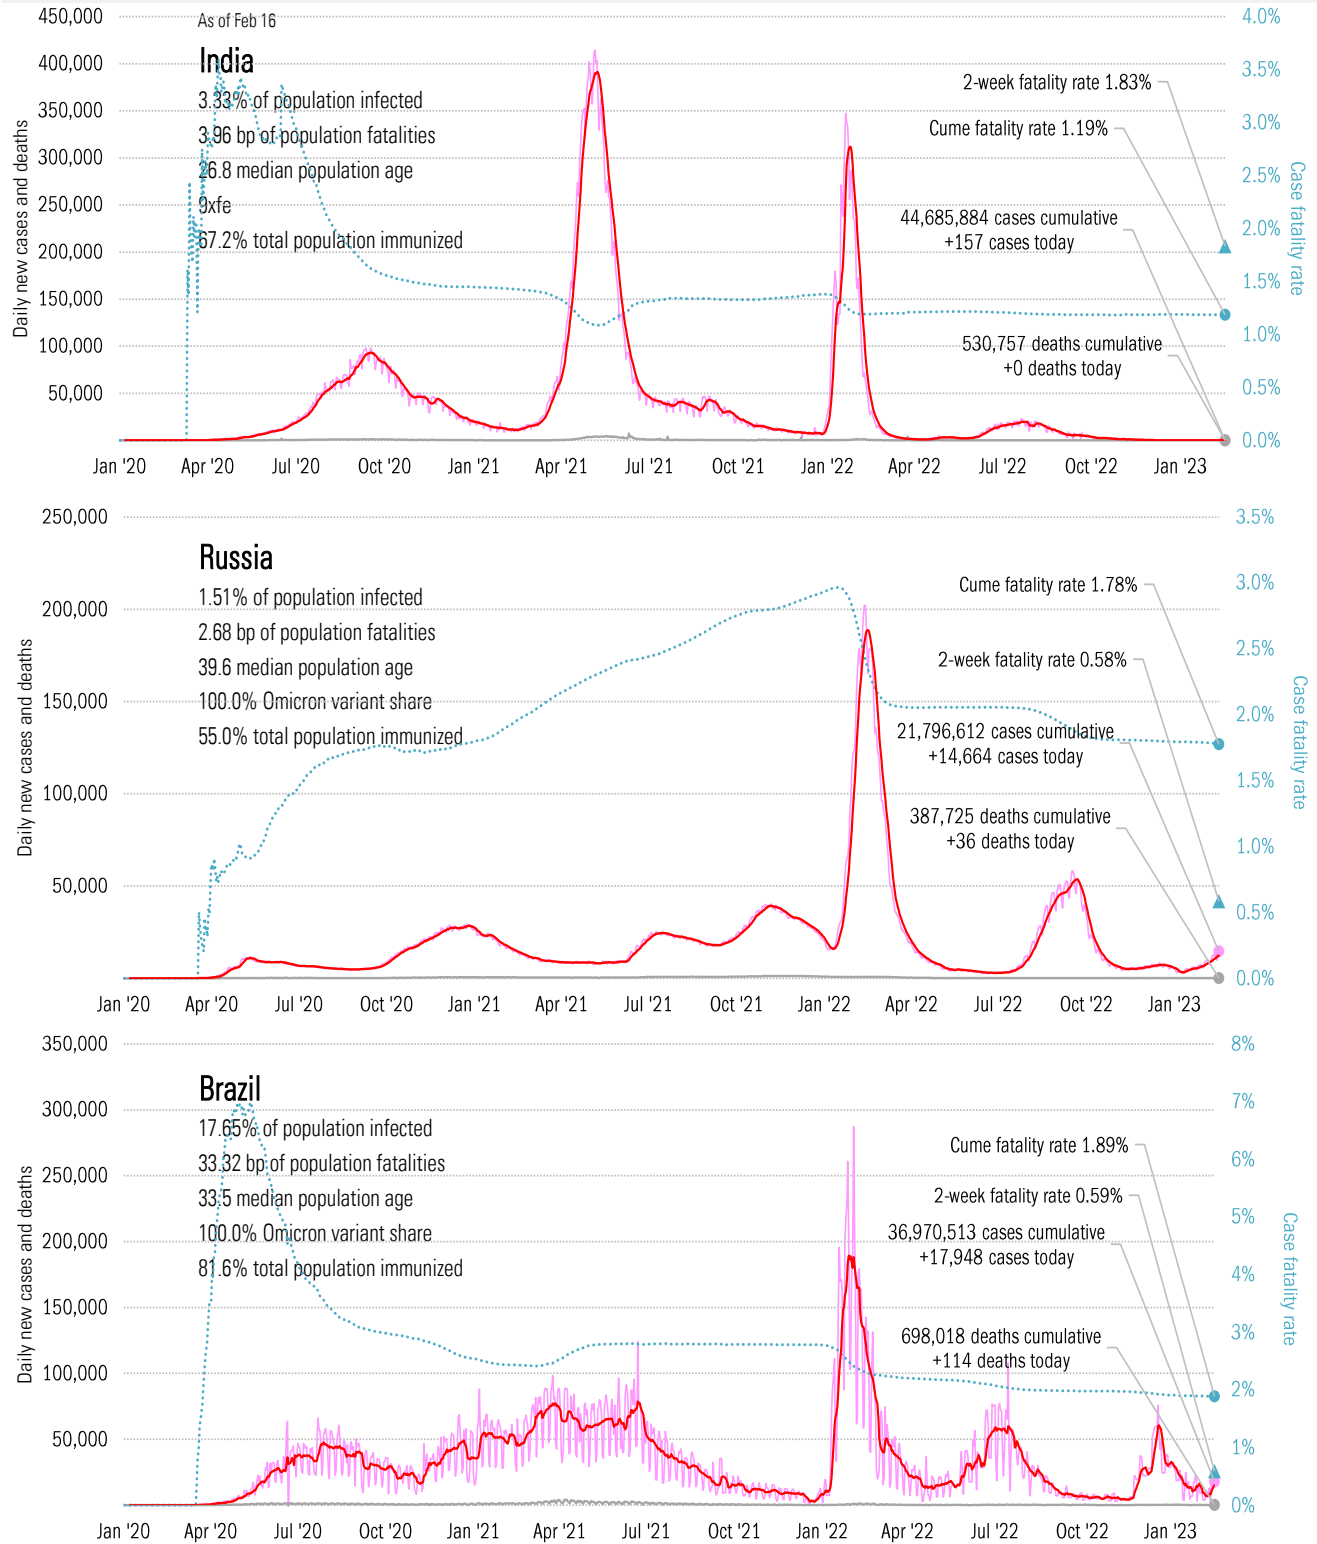 450,000
As of Feb 16
4.0%
India
400,000
3.5%
2-week fatality rate 1.83%
3.33% of population infected
350,000
3.0%
Cume fatality rate 1.19%
3.96 bp of population fatalities
300,000
26.8 median population age
2.5%
9xfe
250,000
44,685,884 cases cumulative
+157 cases today
2.0%
67.2% total population immunized
200,000
150,000
1.5%
100,000
1.0%
530,757 deaths cumulative
+0 deaths today
50,000
0.5%
0.0%
Daily new cases and deaths
Case fatality rate
Jan '20 Apr '20 Jul '20 Oct '20 Jan '21 Apr '21 Jul '21 Oct '21 Jan '22 Apr '22 Jul '22 Oct '22 Jan '23
250,000
3.5%
Russia
Cume fatality rate 1.78%
3.0%
1.51% of population infected
200,000
2.68 bp of population fatalities
2.5%
39.6 median population age
2-week fatality rate 0.58%
150,000
100.0% Omicron variant share
2.0%
55.0% total population immunized
21,796,612 cases cumulative
+14,664 cases today
1.5%
100,000
387,725 deaths cumulative
+36 deaths today
1.0%
50,000
0.5%
0.0%
Daily new cases and deaths
Case fatality rate
Jan '20 Apr '20 Jul '20 Oct '20 Jan '21 Apr '21 Jul '21 Oct '21 Jan '22 Apr '22 Jul '22 Oct '22 Jan '23
350,000
8%
Brazil
300,000
7%
17.65% of population infected
Cume fatality rate 1.89%
33.32 bp of population fatalities
6%
250,000
33.5 median population age
2-week fatality rate 0.59%
5%
100.0% Omicron variant share
200,000
36,970,513 cases cumulative
+17,948 cases today
81.6% total population immunized
4%
150,000
3%
698,018 deaths cumulative
+114 deaths today
100,000
2%
50,000
1%
0%
Daily new cases and deaths
Case fatality rate
Jan '20 Apr '20 Jul '20 Oct '20 Jan '21 Apr '21 Jul '21 Oct '21 Jan '22 Apr '22 Jul '22 Oct '22 Jan '23